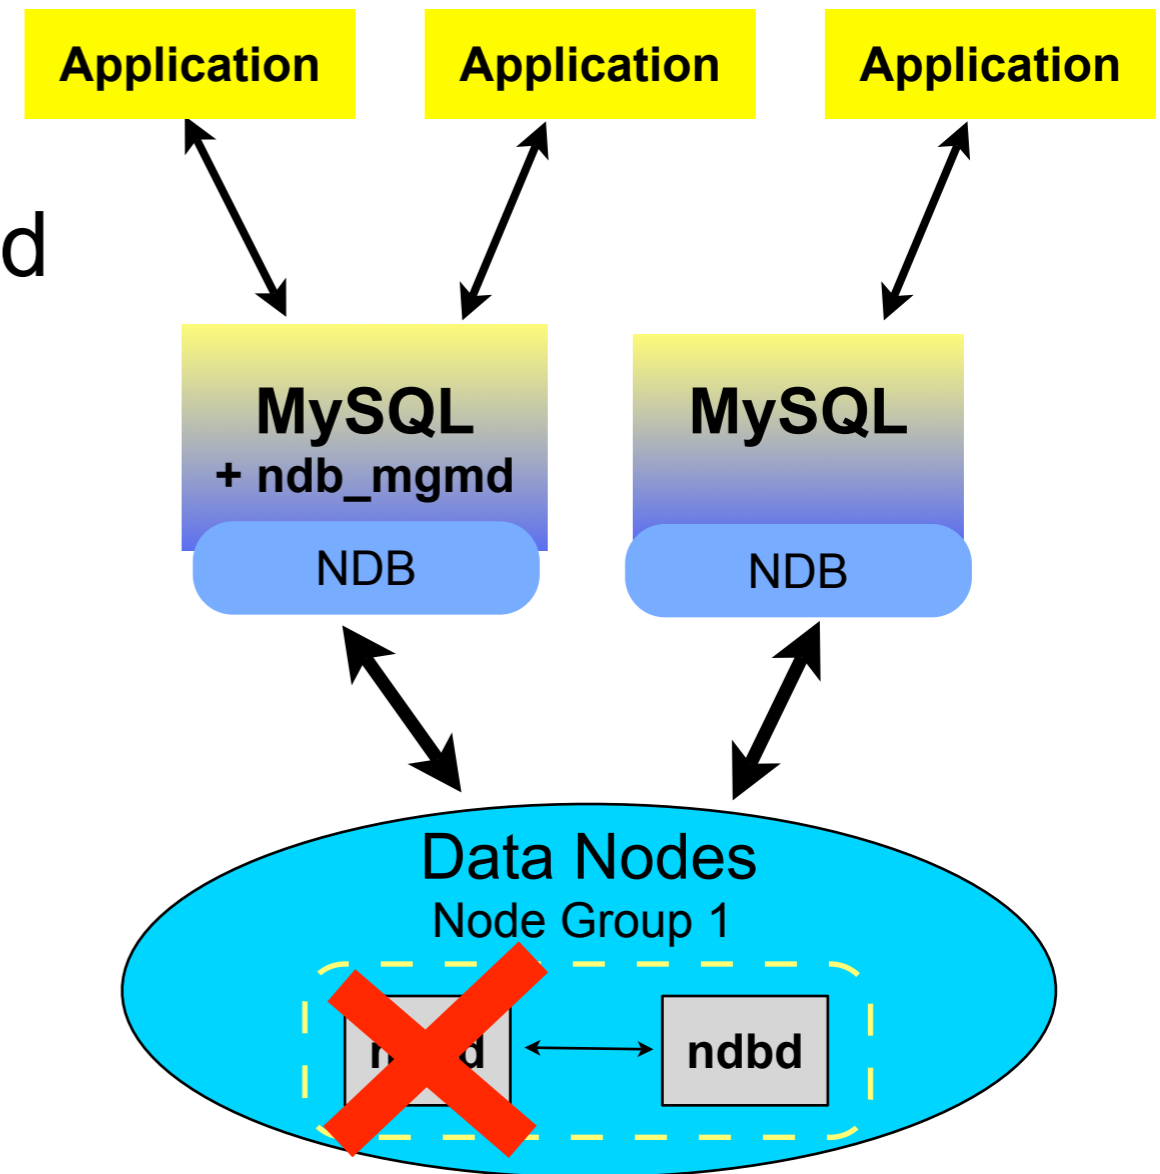 Application
Application
Application
d
MySQL
+ ndb_mgmd
MySQL
NDB
NDB
Data Nodes
Node Group 1
ndbd